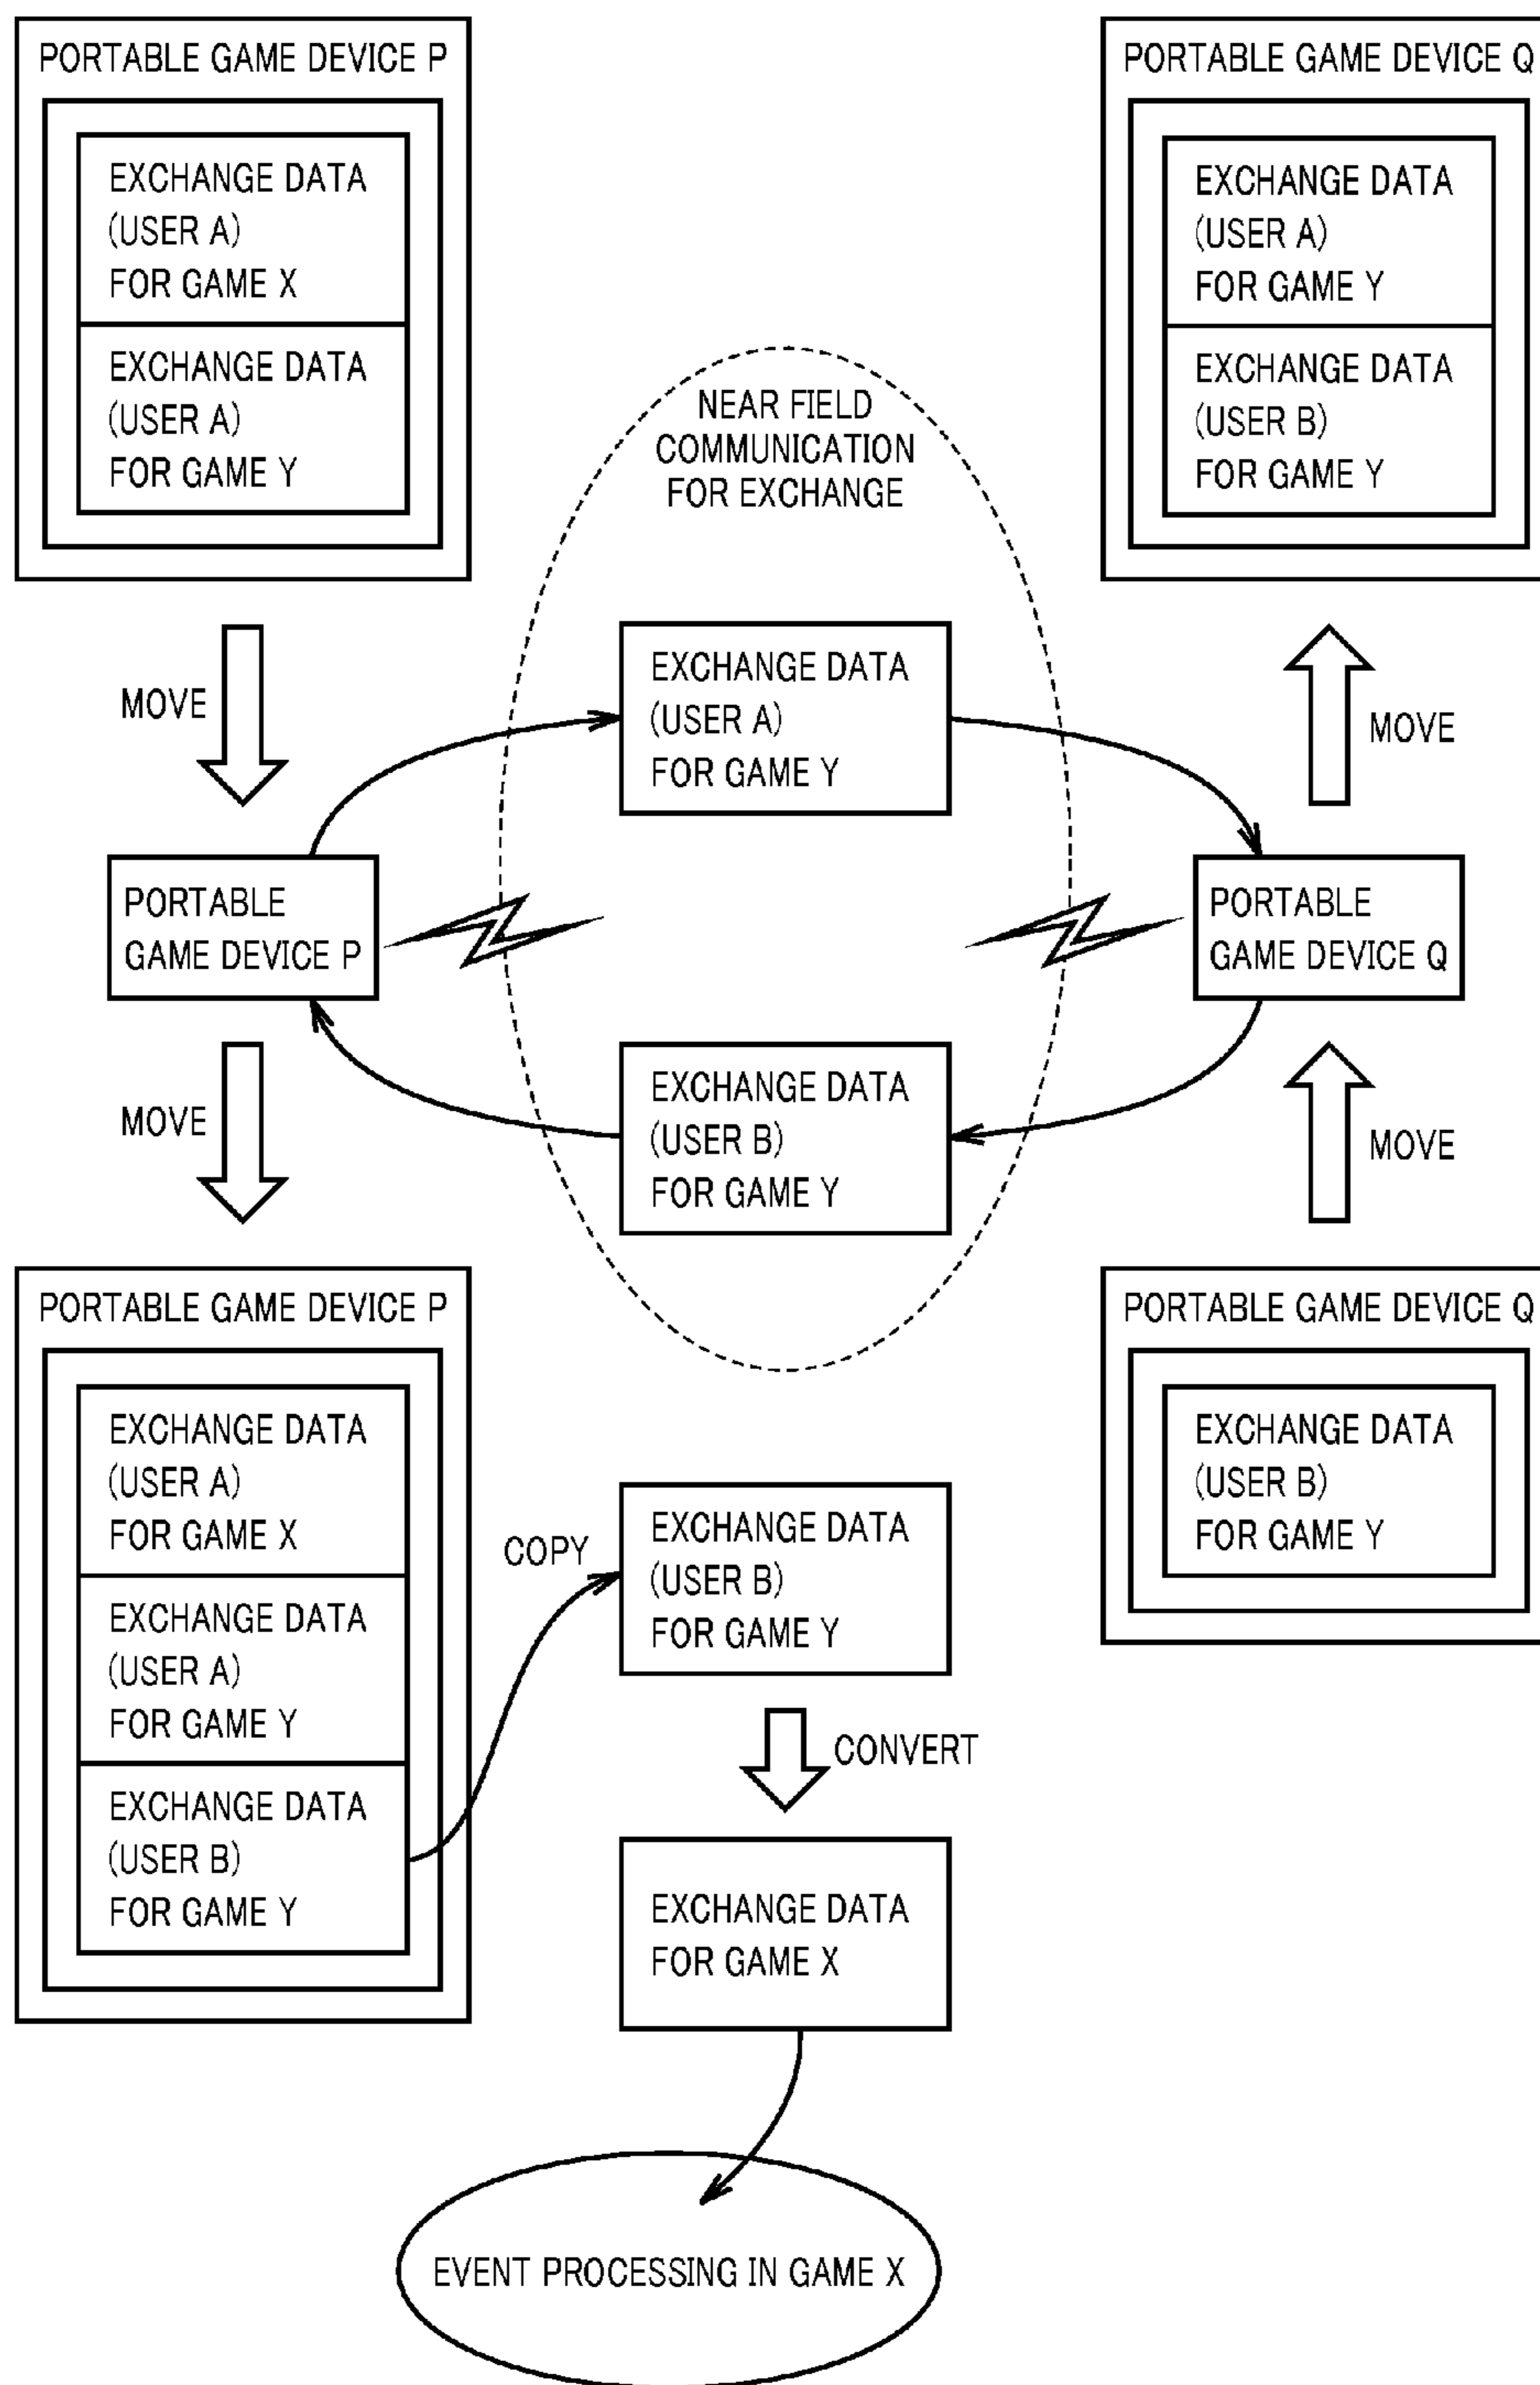 PORTABLE GAME DEVICE P
EXCHANGE DATA
(USER A)
FOR GAME X
EXCHANGE DATA
(USER A)
FOR GAME Y
PORTABLE GAME DEVICE Q
EXCHANGE DATA
(USER A)
FOR GAME Y
EXCHANGE DATA
(USER B)
FOR GAME Y
NEAR FIELD
COMMUNICATION
FOR EXCHANGE
MOVE
EXCHANGE DATA
(USER A)
FOR GAME Y
MOVE
PORTABLE
GAME DEVICE P
PORTABLE
GAME DEVICE Q
MOVE
EXCHANGE DATA
(USER B)
FOR GAME Y
MOVE
PORTABLE GAME DEVICE P
EXCHANGE DATA
(USER A)
FOR GAME X
EXCHANGE DATA
(USER A)
FOR GAME Y
EXCHANGE DATA
(USER B)
FOR GAME Y
PORTABLE GAME DEVICE Q
EXCHANGE DATA
(USER B)
FOR GAME Y
COPY
EXCHANGE DATA
(USER B)
FOR GAME Y
CONVERT
EXCHANGE DATA
FOR GAME X
EVENT PROCESSING IN GAME X